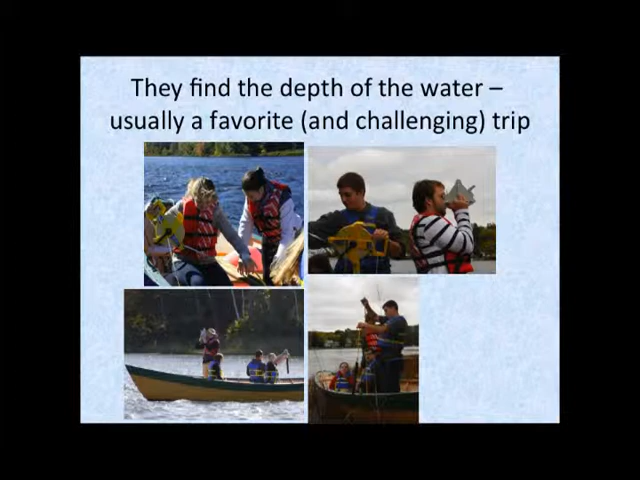 They find the depth of the water –
usually a favorite (and challenging) trip